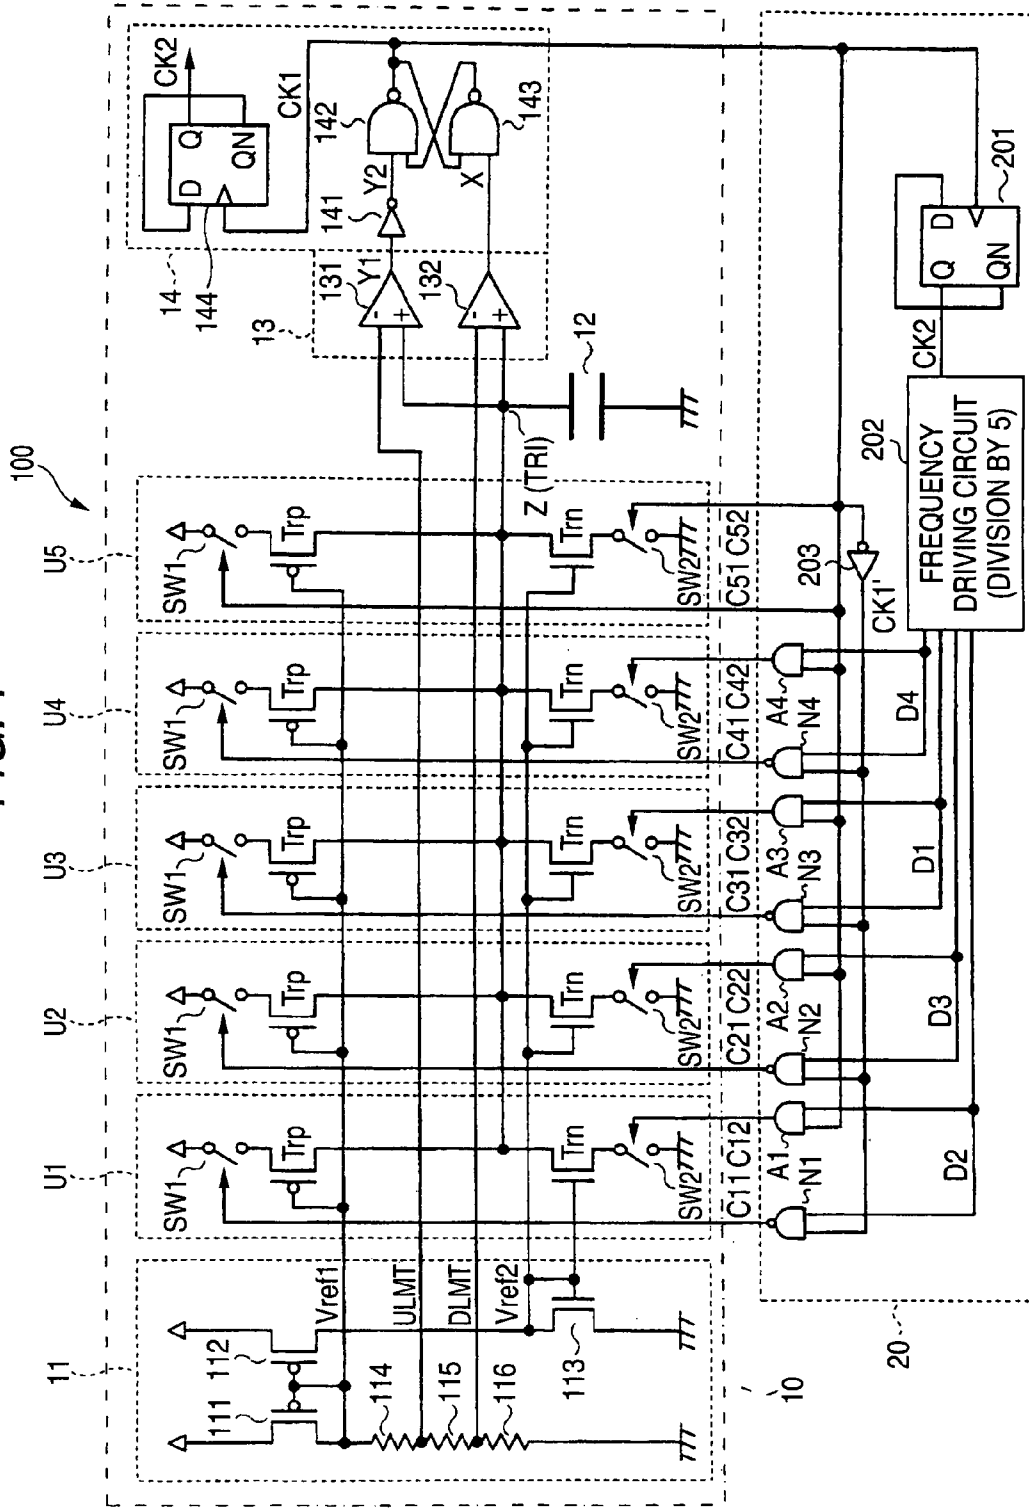 100
U1
U2
U3
U4
U5
11
111
112
113
114
115
116
Vref1
ULMT
DLMT
Vref2
10
SW1
Trp
Trn
SW2
C11 C12
SW1
Trp
Trn
SW2
C21 C22
SW1
Trp
Trn
SW2
C31 C32
SW1
Trp
Trn
SW2
C41 C42
SW1
Trp
Trn
SW2
C51 C52
Z (TRI)
12
13
131
132
Y1
14
141
Y2
X
142
143
144
D
Q
QN
CK2
CK1
20
A1
N1
D2
A2
N2
D3
A3
N3
D1
A4
N4
D4
203
CK1'
202
FREQUENCY
DRIVING CIRCUIT
(DIVISION BY 5)
CK2
201
Q
D
QN